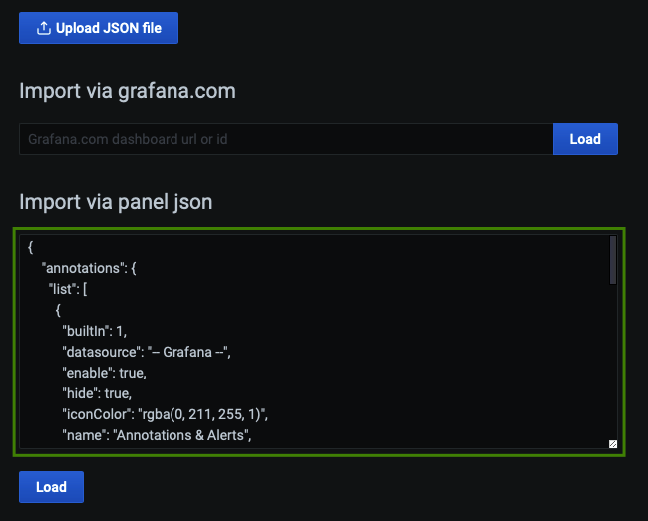 Upload JSON file
Import via grafana.com
Grafana.com dashboard url or id
Load
Import via panel json
{
"annotations": {
"list": [
{
"builtIn": 1,
"datasource": "-- Grafana --",
"enable": true,
"hide": true,
"iconColor": "rgba(0, 211, 255, 1)",
"name": "Annotations & Alerts",
Load